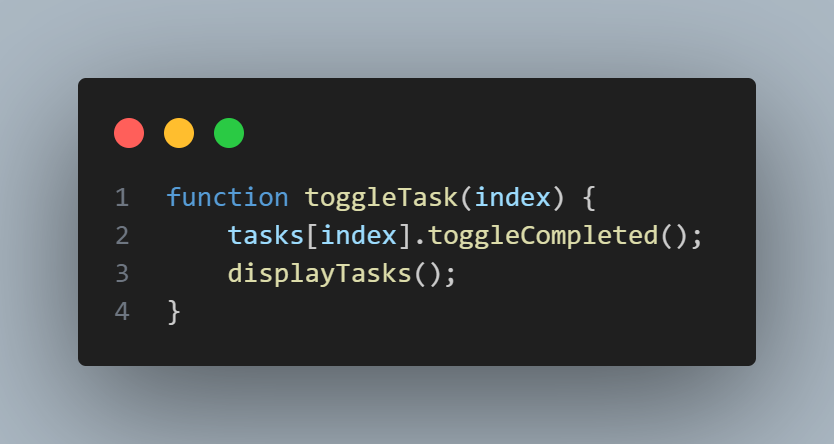 1 function toggleTask(index) {
2     tasks[index].toggleCompleted();
3     displayTasks();
4 }